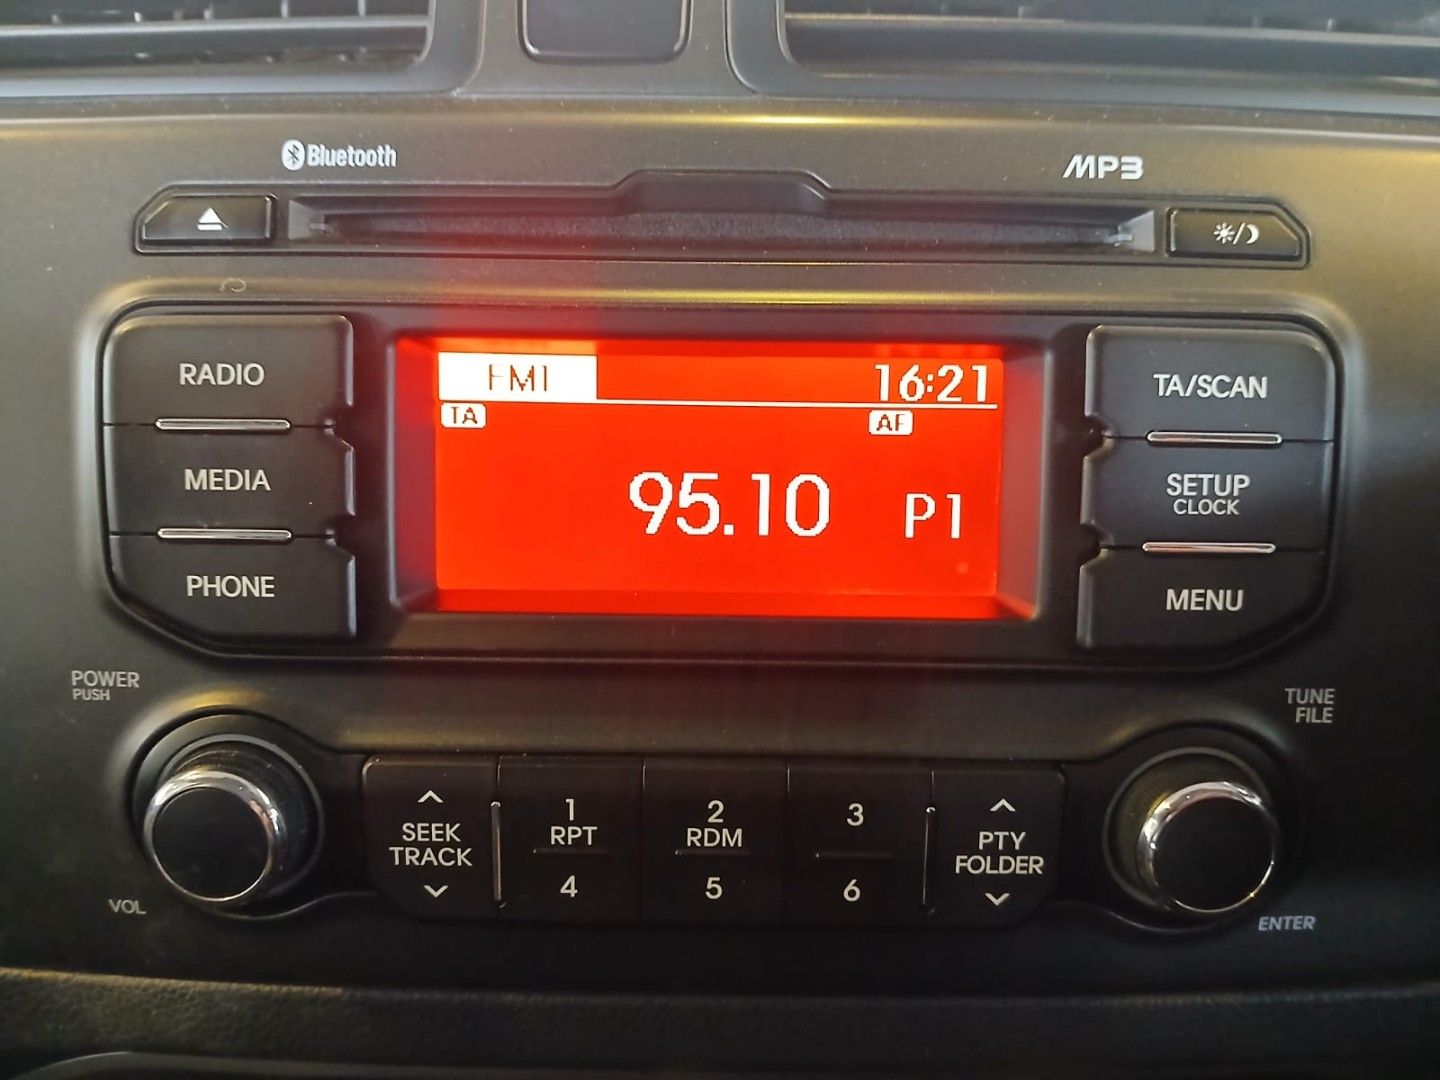 Bluetooth
MP3
RADIO
MEDIA
PHONE
FM1
16:21
TA
AF
95.10
P1
TA/SCAN
SETUP
CLOCK
MENU
POWER
PUSH
VOL
SEEK
TRACK
1
RPT
4
2
RDM
5
3
6
PTY
FOLDER
TUNE
FILE
ENTER